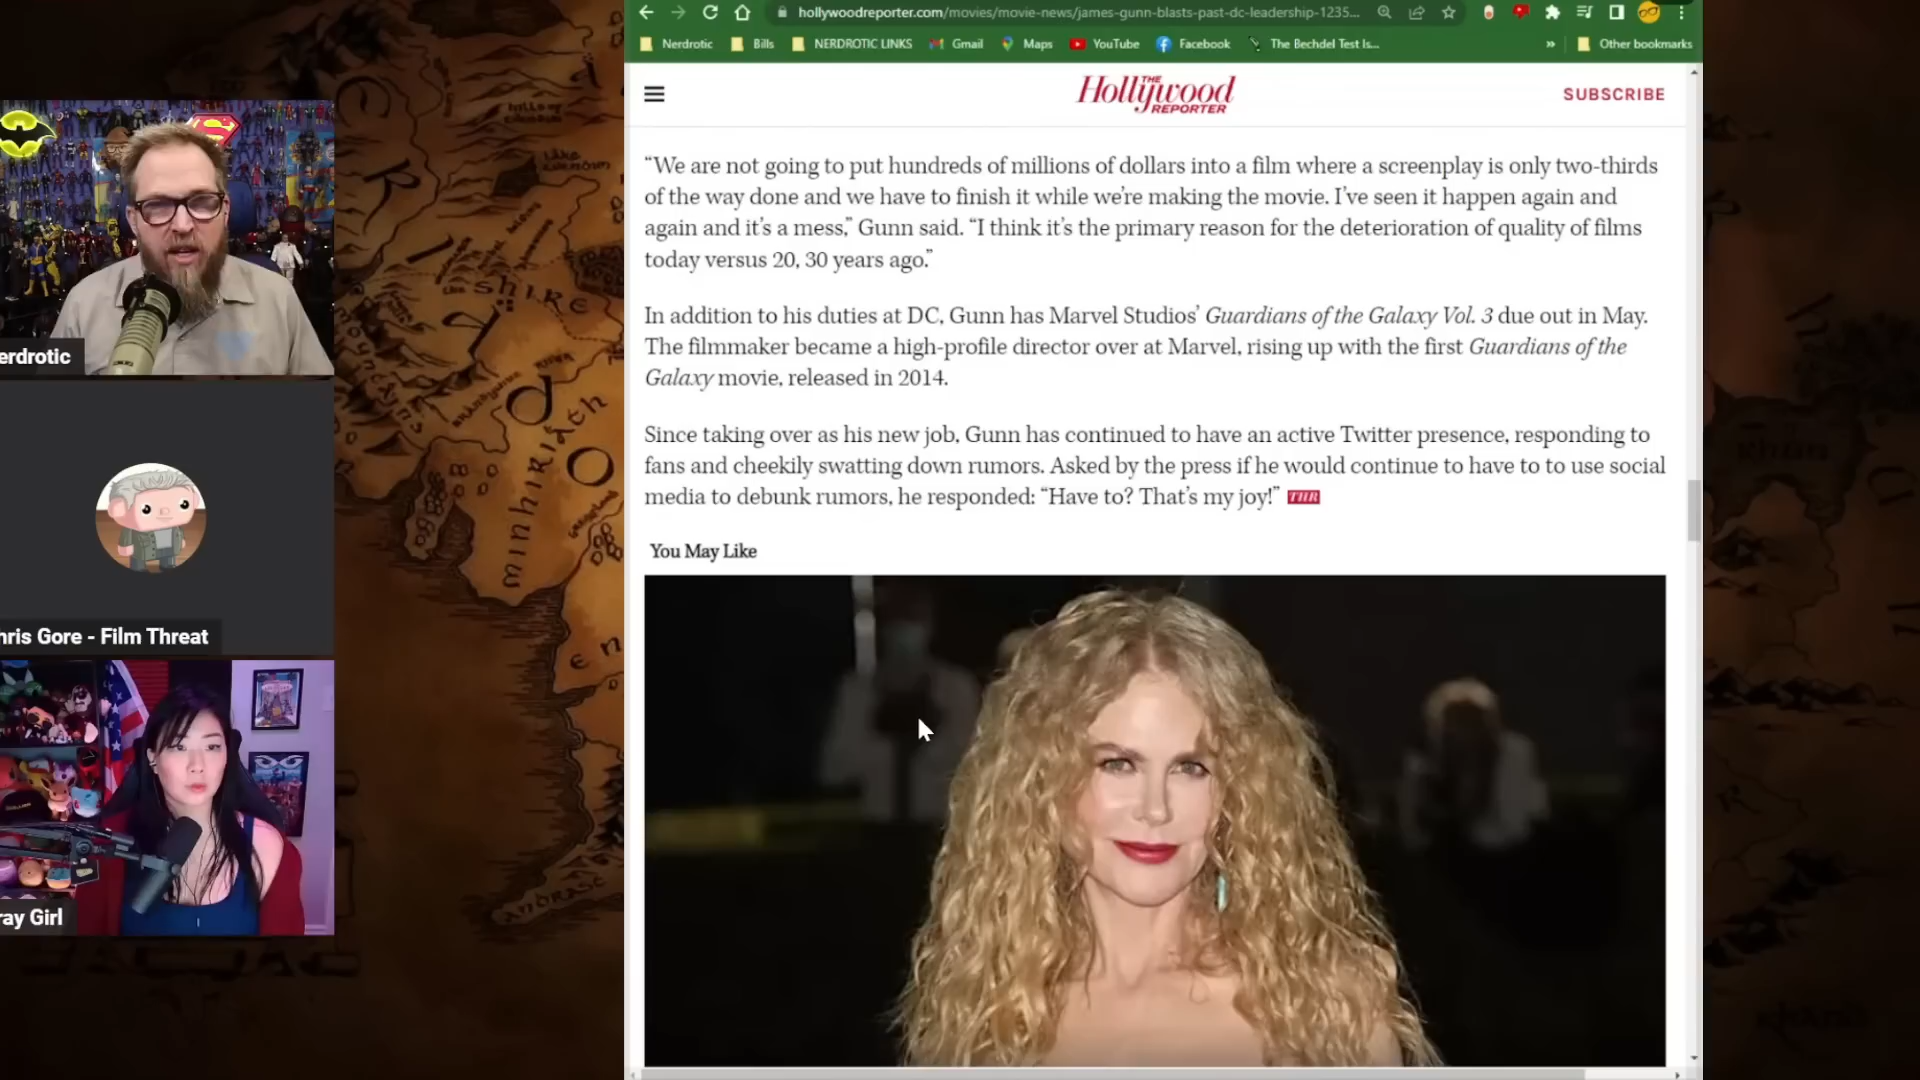 hollywoodreporter.com/movies/movie-news/james-gunn-blasts-past-dc-leadership-1235...
Nerdrotic Bills NERDROTIC LINKS Gmail Maps YouTube Facebook The Bechdel Test Is... » Other bookmarks
THE Hollywood REPORTER
SUBSCRIBE
“We are not going to put hundreds of millions of dollars into a film where a screenplay is only two-thirds
of the way done and we have to finish it while we’re making the movie. I’ve seen it happen again and
again and it’s a mess,” Gunn said. “I think it’s the primary reason for the deterioration of quality of films
today versus 20, 30 years ago.”
In addition to his duties at DC, Gunn has Marvel Studios’ Guardians of the Galaxy Vol. 3 due out in May.
The filmmaker became a high-profile director over at Marvel, rising up with the first Guardians of the
Galaxy movie, released in 2014.
Since taking over as his new job, Gunn has continued to have an active Twitter presence, responding to
fans and cheekily swatting down rumors. Asked by the press if he would continue to have to to use social
media to debunk rumors, he responded: “Have to? That’s my joy!” THR
You May Like
erdrotic
hris Gore - Film Threat
ray Girl
SHIRE
MINHIRIATH
ANDRAST
En